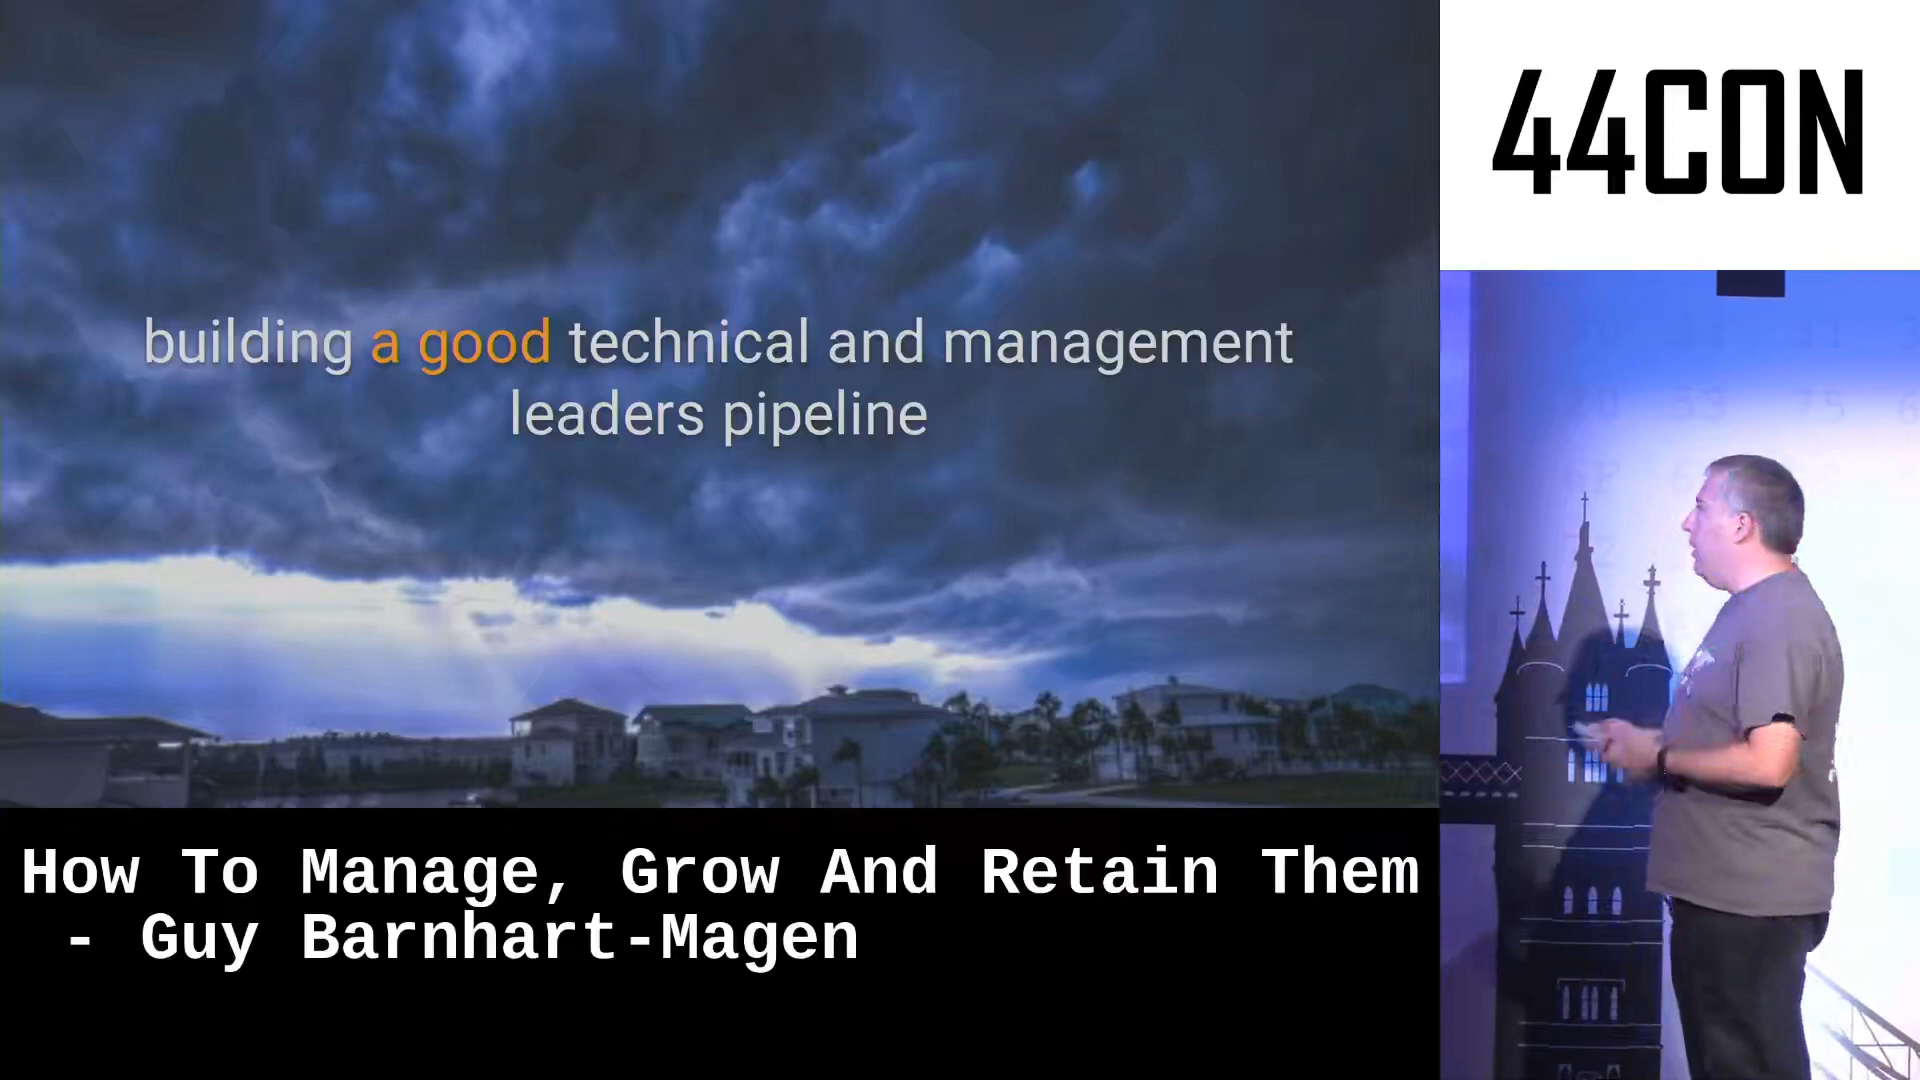 building a good technical and management
leaders pipeline
44CON
How To Manage, Grow And Retain Them
- Guy Barnhart-Magen